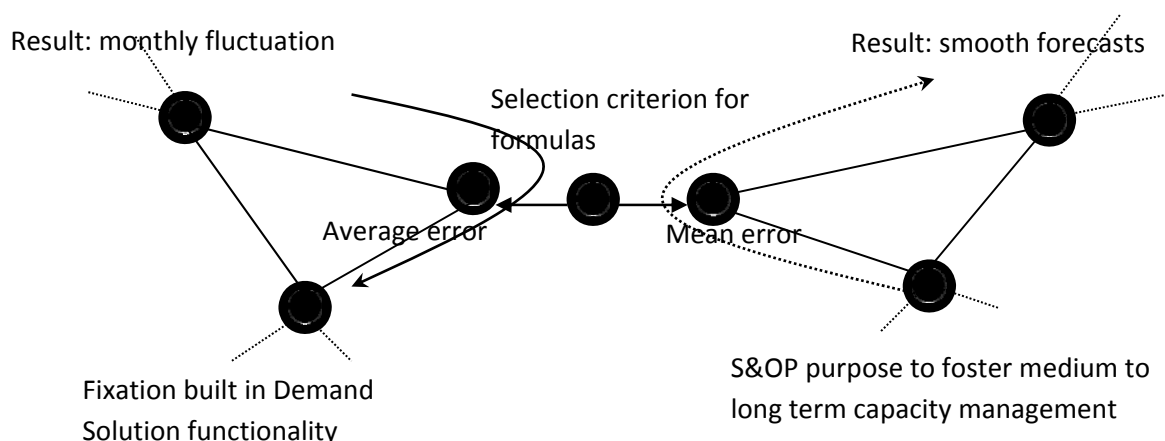 Result: monthly fluctuation
Result: smooth forecasts
Selection criterion for
formulas
Average error
Mean error
Fixation built in Demand
Solution functionality
S&OP purpose to foster medium to
long term capacity management